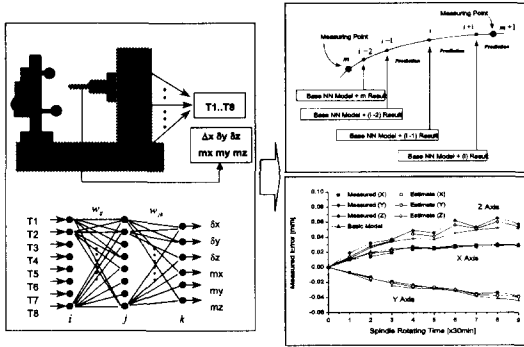 T1..T8
Δx δy δz
mx my mz
T1
T2
T3
T4
T5
T6
T7
T8
i
j
k
δx
δy
δz
mx
my
mz
Measuring Point
m+1
Measuring Point
i+1
i
i-1
i-2
m
Prediction
Prediction
Prediction
Base NN Model + m Result
Base NN Model + (i -2) Result
Base NN Model + (i -1) Result
Base NN Model + (i) Result
Measured (X)
Measured (Y)
Measured (Z)
Basic Model
Estimate (X)
Estimate (Y)
Estimate (Z)
Z Axis
X Axis
Y Axis
Measured Error [mm]
0.10
0.08
0.06
0.04
0.02
0.00
-0.02
-0.04
-0.06
0 1 2 3 4 5 6 7 8 9
Spindle Rotating Time [x30min]